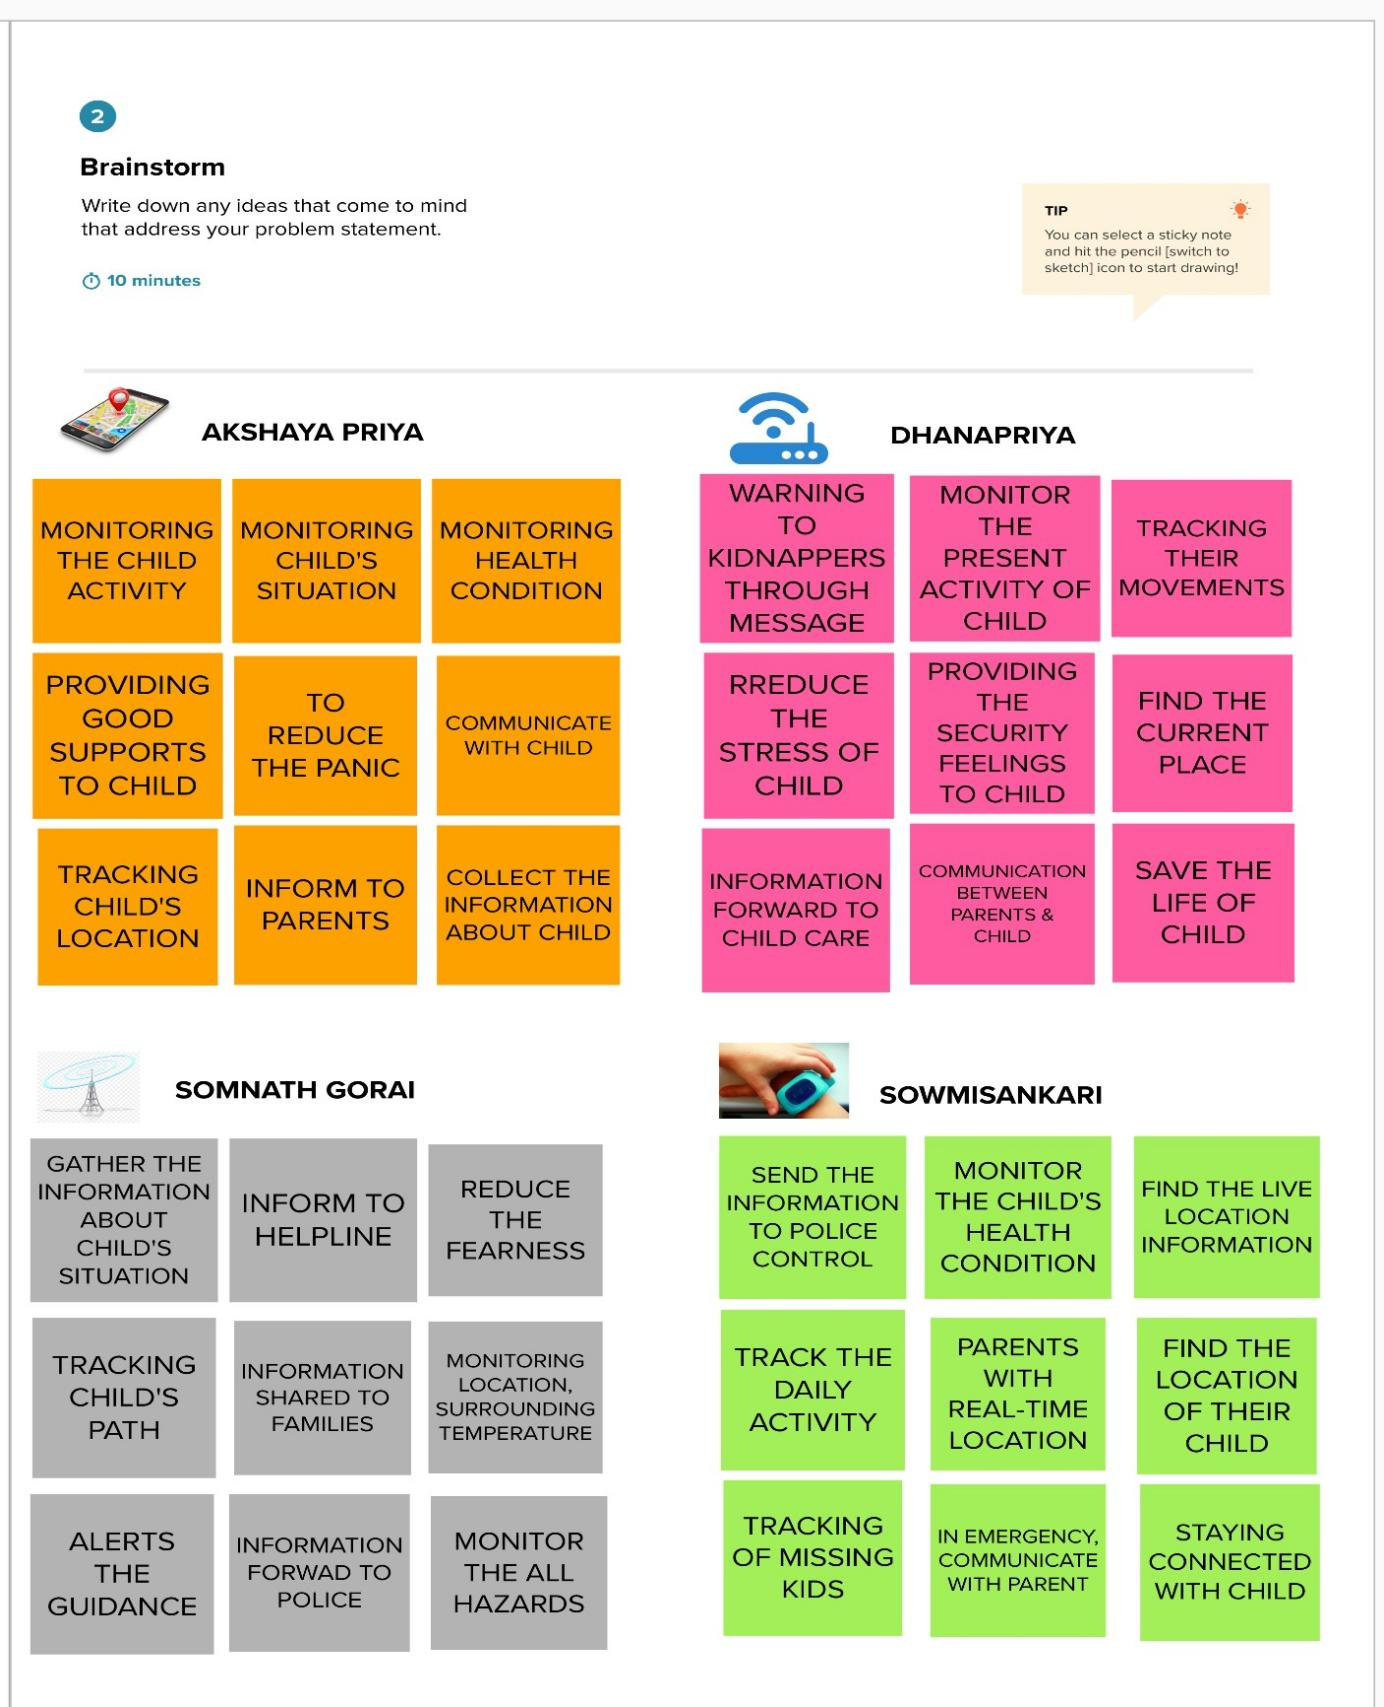 2
Brainstorm
Write down any ideas that come to mind
that address your problem statement.
10 minutes
TIP
You can select a sticky note
and hit the pencil [switch to
sketch] icon to start drawing!
AKSHAYA PRIYA
MONITORING
THE CHILD
ACTIVITY
MONITORING
CHILD'S
SITUATION
MONITORING
HEALTH
CONDITION
PROVIDING
GOOD
SUPPORTS
TO CHILD
TO
REDUCE
THE PANIC
COMMUNICATE
WITH CHILD
TRACKING
CHILD'S
LOCATION
INFORM TO
PARENTS
COLLECT THE
INFORMATION
ABOUT CHILD
DHANAPRIYA
WARNING
TO
KIDNAPPERS
THROUGH
MESSAGE
MONITOR
THE
PRESENT
ACTIVITY OF
CHILD
TRACKING
THEIR
MOVEMENTS
RREDUCE
THE
STRESS OF
CHILD
PROVIDING
THE
SECURITY
FEELINGS
TO CHILD
FIND THE
CURRENT
PLACE
INFORMATION
FORWARD TO
CHILD CARE
COMMUNICATION
BETWEEN
PARENTS &
CHILD
SAVE THE
LIFE OF
CHILD
SOMNATH GORAI
GATHER THE
INFORMATION
ABOUT
CHILD'S
SITUATION
INFORM TO
HELPLINE
REDUCE
THE
FEARNESS
TRACKING
CHILD'S
PATH
INFORMATION
SHARED TO
FAMILIES
MONITORING
LOCATION,
SURROUNDING
TEMPERATURE
ALERTS
THE
GUIDANCE
INFORMATION
FORWAD TO
POLICE
MONITOR
THE ALL
HAZARDS
SOWMISANKARI
SEND THE
INFORMATION
TO POLICE
CONTROL
MONITOR
THE CHILD'S
HEALTH
CONDITION
FIND THE LIVE
LOCATION
INFORMATION
TRACK THE
DAILY
ACTIVITY
PARENTS
WITH
REAL-TIME
LOCATION
FIND THE
LOCATION
OF THEIR
CHILD
TRACKING
OF MISSING
KIDS
IN EMERGENCY,
COMMUNICATE
WITH PARENT
STAYING
CONNECTED
WITH CHILD